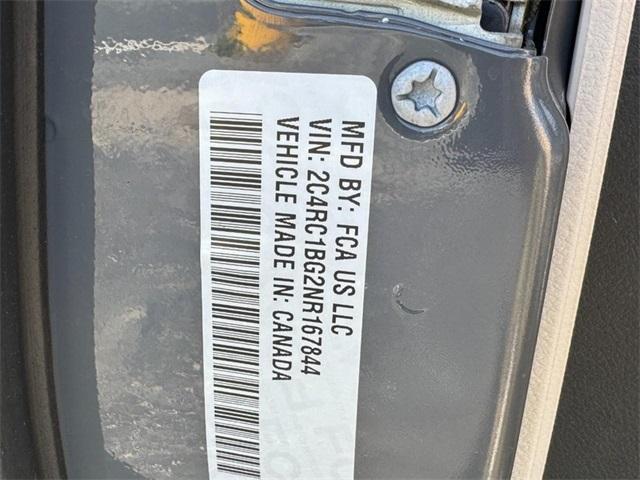 MFD BY: FCA US LLC
VIN: 2C4RC1BG2NR167844
VEHICLE MADE IN: CANADA